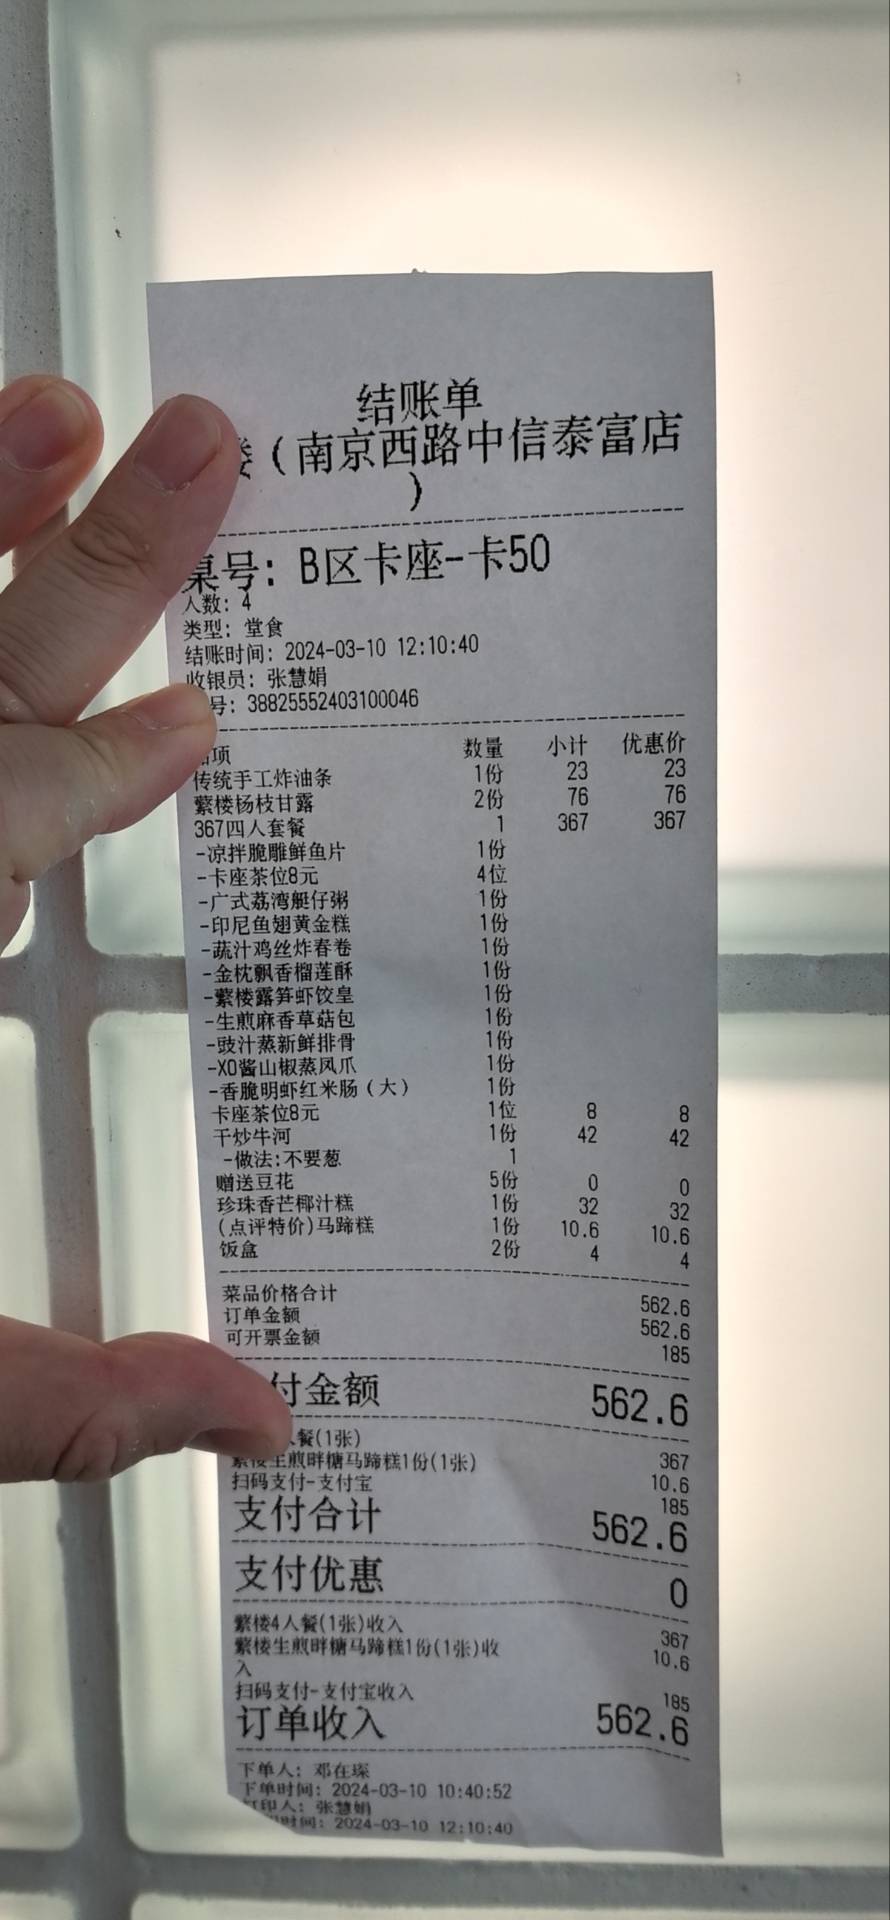 结账单
楼（南京西路中信泰富店
）
桌号: B区卡座-卡50
人数: 4
类型: 堂食
结账时间: 2024-03-10 12:10:40
收银员: 张慧娟
号: 38825552403100046
品项 数量 小计 优惠价
传统手工炸油条 1份 23 23
紫楼杨枝甘露 2份 76 76
367四人套餐 1 367 367
-凉拌脆雕鲜鱼片 1份
-卡座茶位8元 4位
-广式荔湾艇仔粥 1份
-印尼鱼翅黄金糕 1份
-蔬汁鸡丝炸春卷 1份
-金枕飘香榴莲酥 1份
-紫楼露笋虾饺皇 1份
-生煎麻香草菇包 1份
-豉汁蒸新鲜排骨 1份
-XO酱山椒蒸凤爪 1份
-香脆明虾红米肠（大） 1份
卡座茶位8元 1位 8 8
干炒牛河 1份 42 42
-做法:不要葱 1
赠送豆花 5份 0 0
珍珠香芒椰汁糕 1份 32 32
(点评特价)马蹄糕 1份 10.6 10.6
饭盒 2份 4 4
菜品价格合计 562.6
订单金额 562.6
可开票金额 185
付金额 562.6
人餐(1张) 367
紫楼生煎畔塘马蹄糕1份(1张) 10.6
扫码支付-支付宝 185
支付合计 562.6
支付优惠 0
紫楼4人餐(1张)收入 367
紫楼生煎畔塘马蹄糕1份(1张)收 10.6
入
扫码支付-支付宝收入 185
订单收入 562.6
下单人: 邓在琛
下单时间: 2024-03-10 10:40:52
打印人: 张慧娟
时间: 2024-03-10 12:10:40